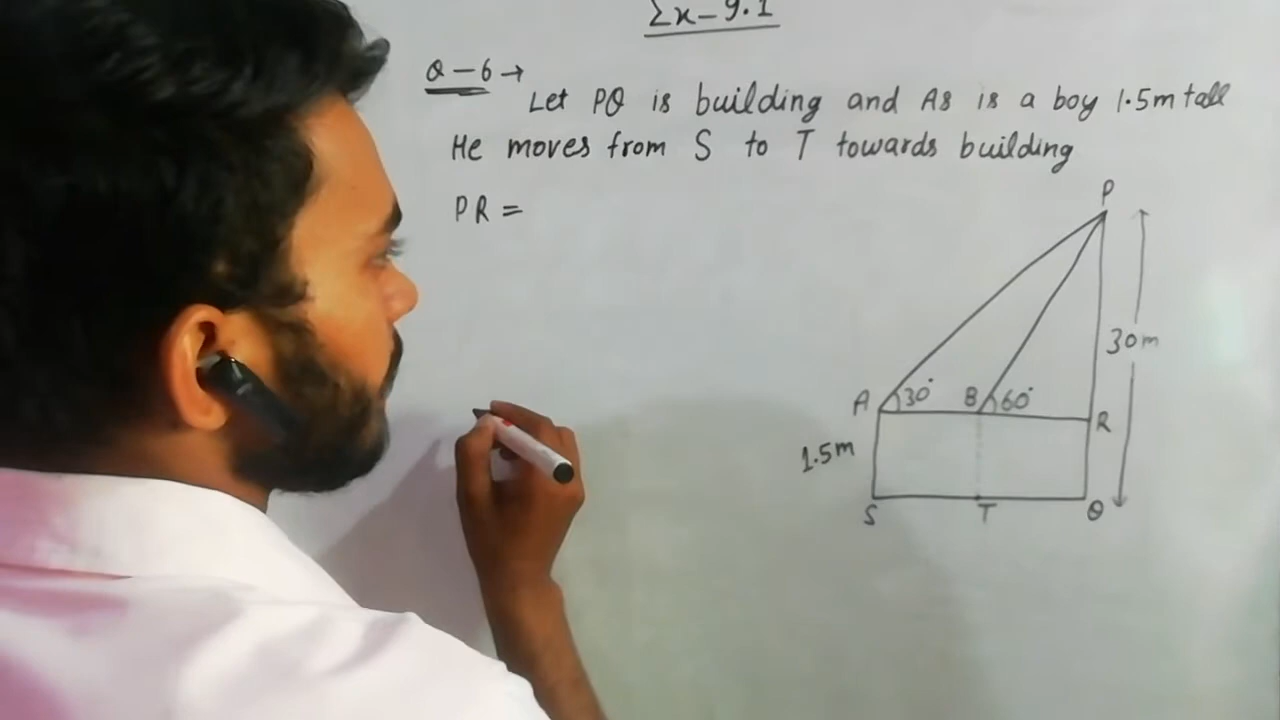 Ex-9.1
Q-6→
Let PQ is building and AS is a boy 1.5m tall
He moves from S to T towards building
PR =
P
30m
A 30° B 60°
R
1.5m
S T Q